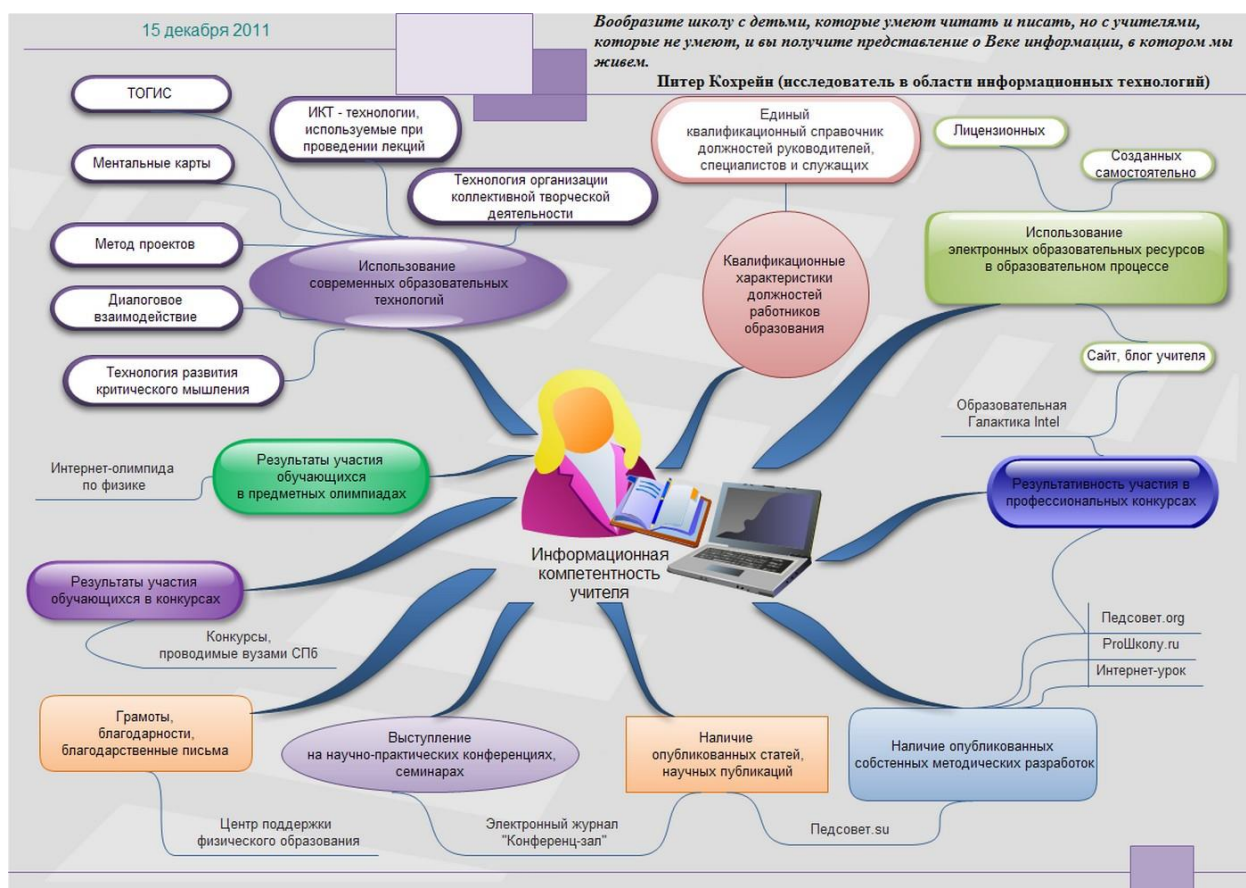 15 декабря 2011
Вообразите школу с детьми, которые умеют читать и писать, но с учителями,
которые не умеют, и вы получите представление о Веке информации, в котором мы
живем.
Питер Кохрейн (исследователь в области информационных технологий)
ТОГИС
ИКТ - технологии,
используемые при
проведении лекций
Ментальные карты
Технология организации
коллективной творческой
деятельности
Метод проектов
Использование
современных образовательных
технологий
Диалоговое
взаимодействие
Технология развития
критического мышления
Единый
квалификационный справочник
должностей руководителей,
специалистов и служащих
Квалификационные
характеристики
должностей
работников
образования
Лицензионных
Созданных
самостоятельно
Использование
электронных образовательных ресурсов
в образовательном процессе
Сайт, блог учителя
Образовательная
Галактика Intel
Результативность участия в
профессиональных конкурсах
Интернет-олимпида
по физике
Результаты участия
обучающихся
в предметных олимпиадах
Информационная
компетентность
учителя
Результаты участия
обучающихся в конкурсах
Конкурсы,
проводимые вузами СПб
Педсовет.org
ProШколу.ru
Интернет-урок
Грамоты,
благодарности,
благодарственные письма
Выступление
на научно-практических конференциях,
семинарах
Наличие
опубликованных статей,
научных публикаций
Наличие опубликованных
собстенных методических разработок
Центр поддержки
физического образования
Электронный журнал
"Конференц-зал"
Педсовет.su